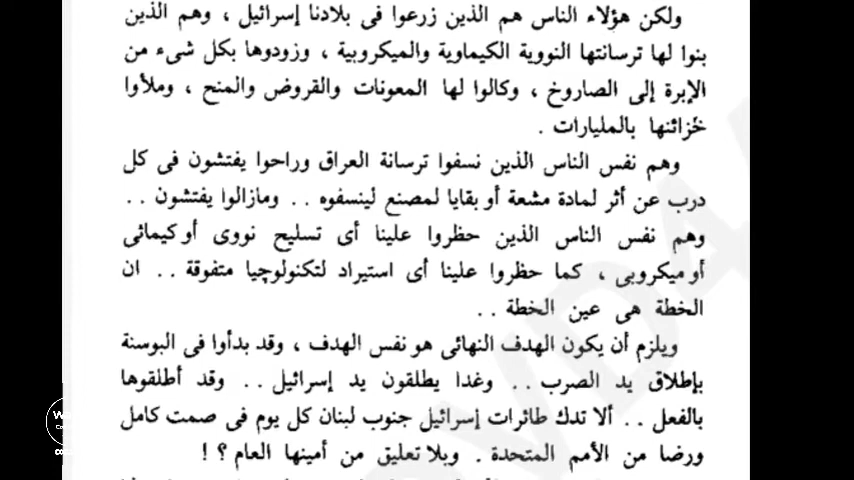 ولكن هؤلاء الناس هم الذين زرعوا فى بلادنا إسرائيل ، وهم الذين
بنوا لها ترسانتها النووية الكيماوية والميكروبية ، وزودوها بكل شىء من
الإبرة إلى الصاروخ ، وكالوا لها المعونات والقروض والمنح ، وملأوا
خزائنها بالمليارات .
وهم نفس الناس الذين نسفوا ترسانة العراق وراحوا يفتشون فى كل
درب عن أثر لمادة مشعة أو بقايا لمصنع لينسفوه . . ومازالوا يفتشون . .
وهم نفس الناس الذين حظروا علينا أى تسليح نووى أو كيمائى
أو ميكروبى ، كما حظروا علينا أى استيراد لتكنولوچيا متفوقة . . ان
الخطة هى عين الخطة . .
ويلزم أن يكون الهدف النهائى هو نفس الهدف ، وقد بدأوا فى البوسنة
بإطلاق يد الصرب . . وغدا يطلقون يد إسرائيل . . وقد أطلقوها
بالفعل . . ألا تدك طائرات إسرائيل جنوب لبنان كل يوم فى صمت كامل
ورضا من الأمم المتحدة . وبلا تعليق من أمينها العام ؟ !